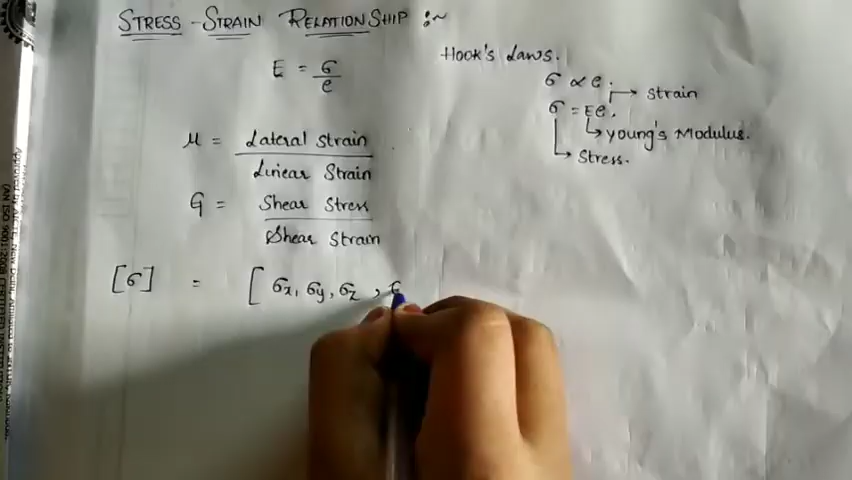 STRESS - STRAIN RELATIONSHIP :~
E = σ / e
Hook's Laws.
σ ∝ e.
strain
σ = Ee.
young's Modulus.
Stress.
μ = Lateral Strain / Linear Strain
G = Shear Stress / Shear Strain
[σ] = [ σx, σy, σz ,